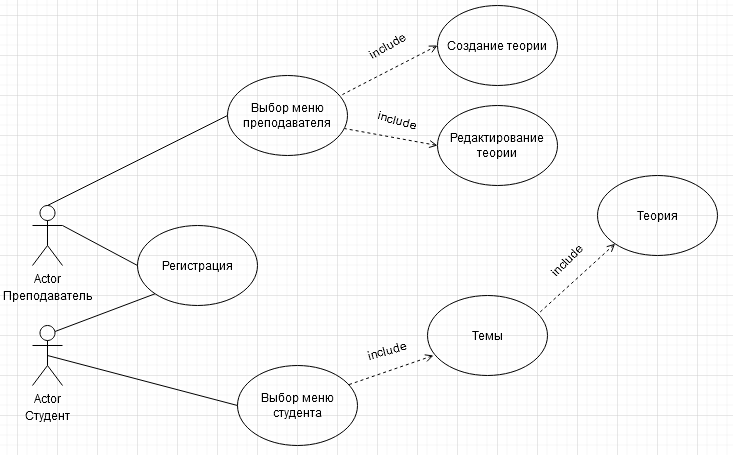 include
Создание теории
Выбор меню
преподавателя
include
Редактирование
теории
Теория
Регистрация
include
Actor
Преподаватель
Темы
include
Actor
Студент
Выбор меню
студента